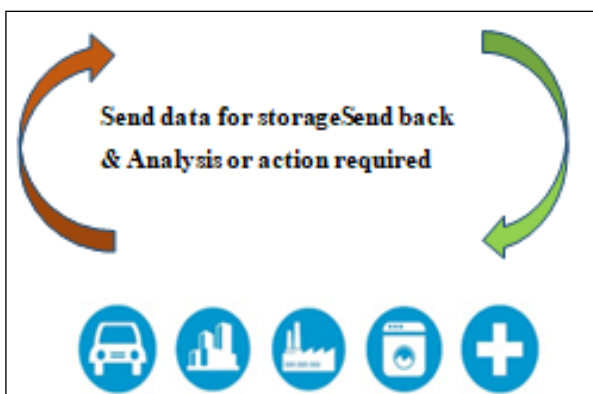 Send data for storageSend back
& Analysis or action required